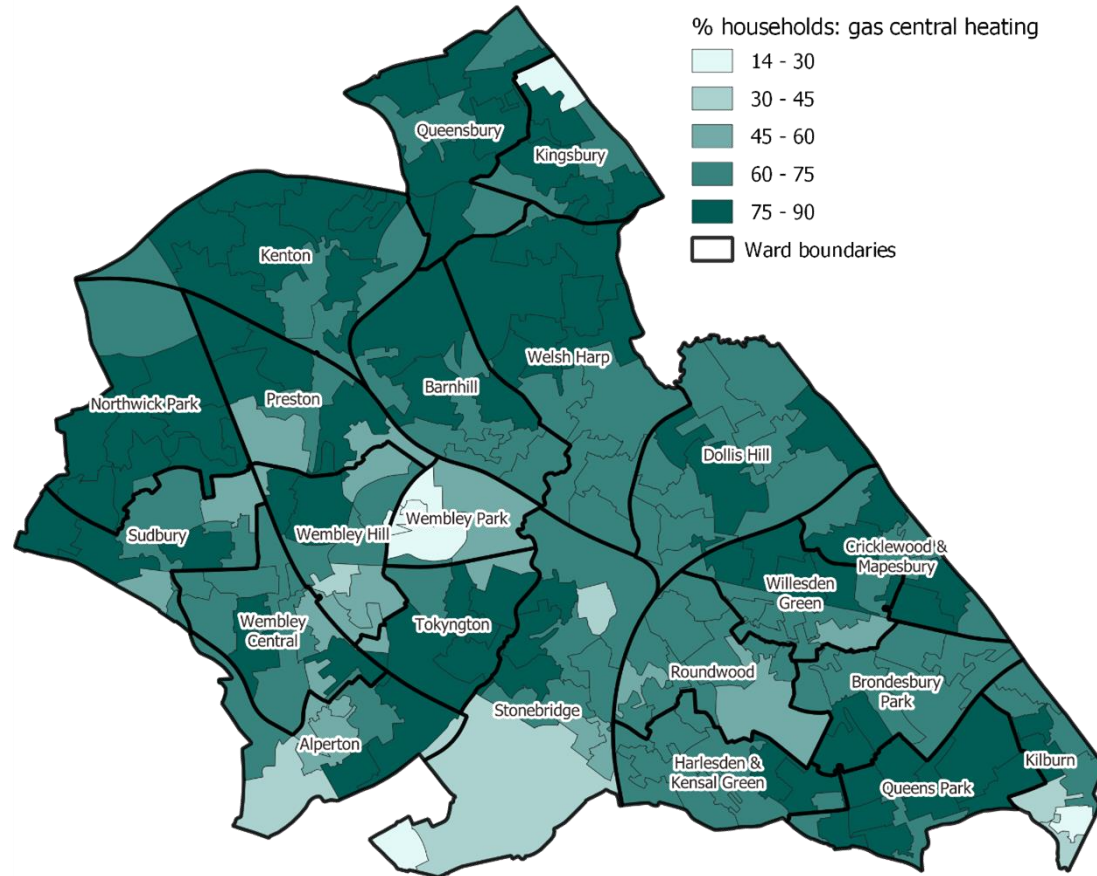 % households: gas central heating
14 - 30
30 - 45
45 - 60
60 - 75
75 - 90
Ward boundaries
Queensbury
Kingsbury
Kenton
Welsh Harp
Barnhill
Northwick Park
Preston
Dollis Hill
Wembley Park
Sudbury
Wembley Hill
Cricklewood &
Mapesbury
Willesden
Green
Wembley
Central
Tokyngton
Roundwood
Brondesbury
Park
Stonebridge
Alperton
Harlesden &
Kensal Green
Kilburn
Queens Park